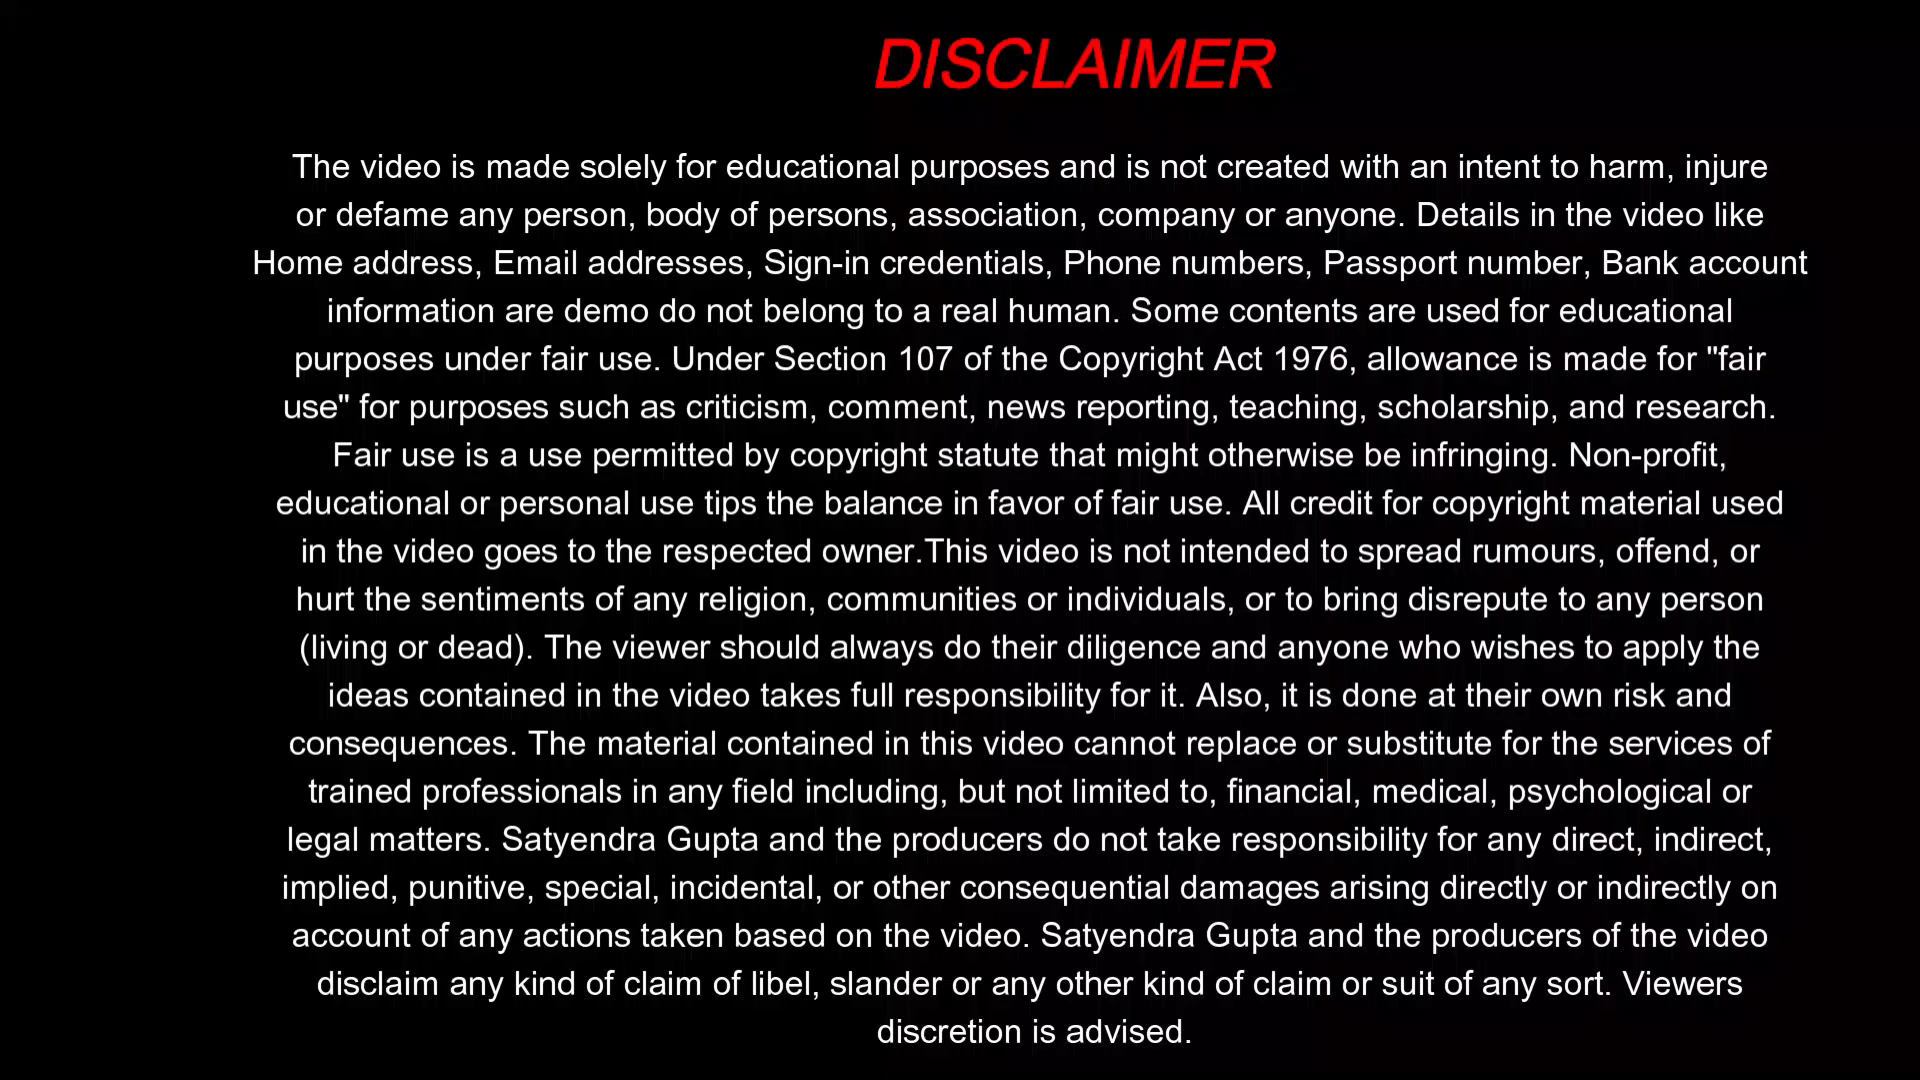 DISCLAIMER
The video is made solely for educational purposes and is not created with an intent to harm, injure
or defame any person, body of persons, association, company or anyone. Details in the video like
Home address, Email addresses, Sign-in credentials, Phone numbers, Passport number, Bank account
information are demo do not belong to a real human. Some contents are used for educational
purposes under fair use. Under Section 107 of the Copyright Act 1976, allowance is made for "fair
use" for purposes such as criticism, comment, news reporting, teaching, scholarship, and research.
Fair use is a use permitted by copyright statute that might otherwise be infringing. Non-profit,
educational or personal use tips the balance in favor of fair use. All credit for copyright material used
in the video goes to the respected owner.This video is not intended to spread rumours, offend, or
hurt the sentiments of any religion, communities or individuals, or to bring disrepute to any person
(living or dead). The viewer should always do their diligence and anyone who wishes to apply the
ideas contained in the video takes full responsibility for it. Also, it is done at their own risk and
consequences. The material contained in this video cannot replace or substitute for the services of
trained professionals in any field including, but not limited to, financial, medical, psychological or
legal matters. Satyendra Gupta and the producers do not take responsibility for any direct, indirect,
implied, punitive, special, incidental, or other consequential damages arising directly or indirectly on
account of any actions taken based on the video. Satyendra Gupta and the producers of the video
disclaim any kind of claim of libel, slander or any other kind of claim or suit of any sort. Viewers
discretion is advised.